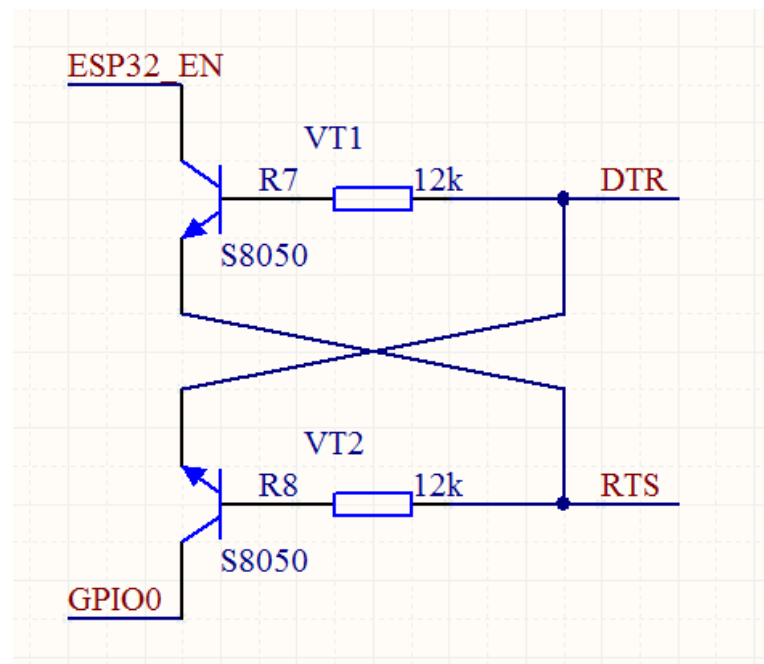 ESP32_EN
VT1
R7 12k DTR
S8050
VT2
R8 12k RTS
S8050
GPIO0